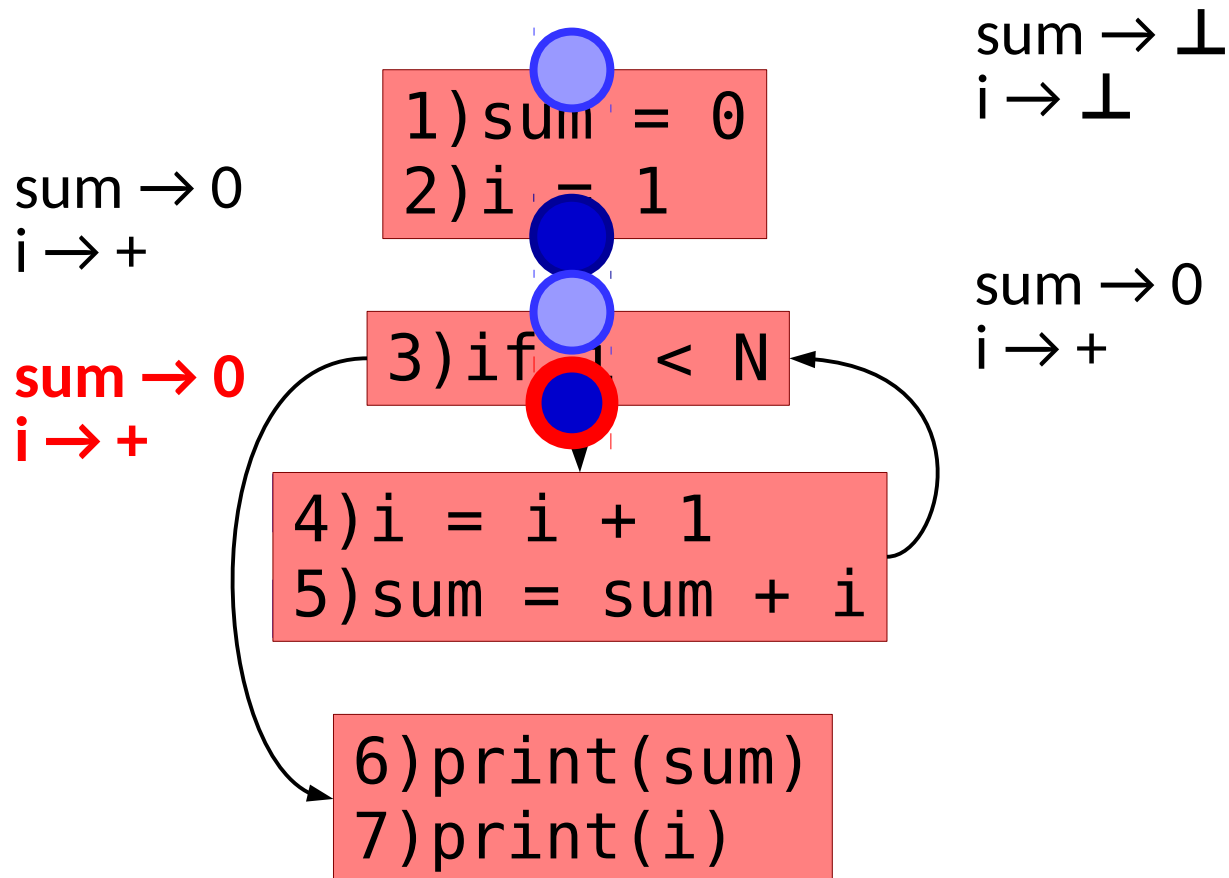 sum → ⊥
i → ⊥
1)sum = 0
2)i = 1
sum → 0
i → +
sum → 0
i → +
3)if < N
sum → 0
i → +
4)i = i + 1
5)sum = sum + i
6)print(sum)
7)print(i)